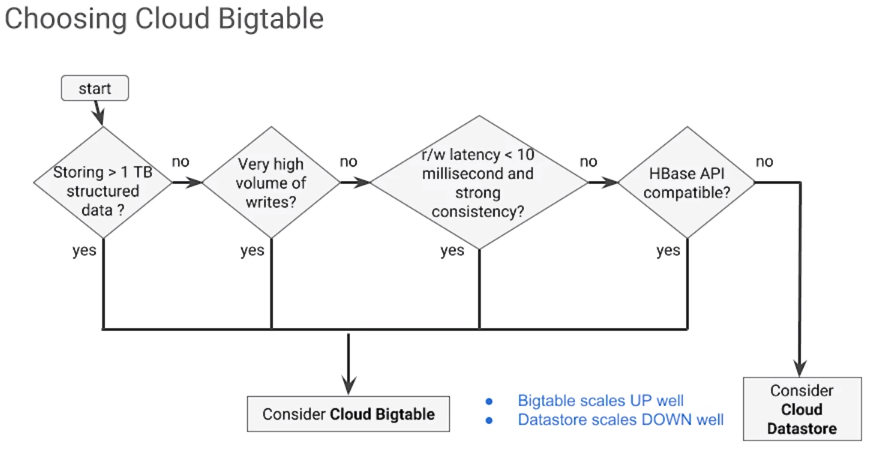 Choosing Cloud Bigtable
start
Storing > 1 TB
structured
data ?
no
yes
Very high
volume of
writes?
no
yes
r/w latency < 10
millisecond and
strong
consistency?
no
yes
HBase API
compatible?
no
yes
Consider Cloud Bigtable
• Bigtable scales UP well
• Datastore scales DOWN well
Consider
Cloud
Datastore